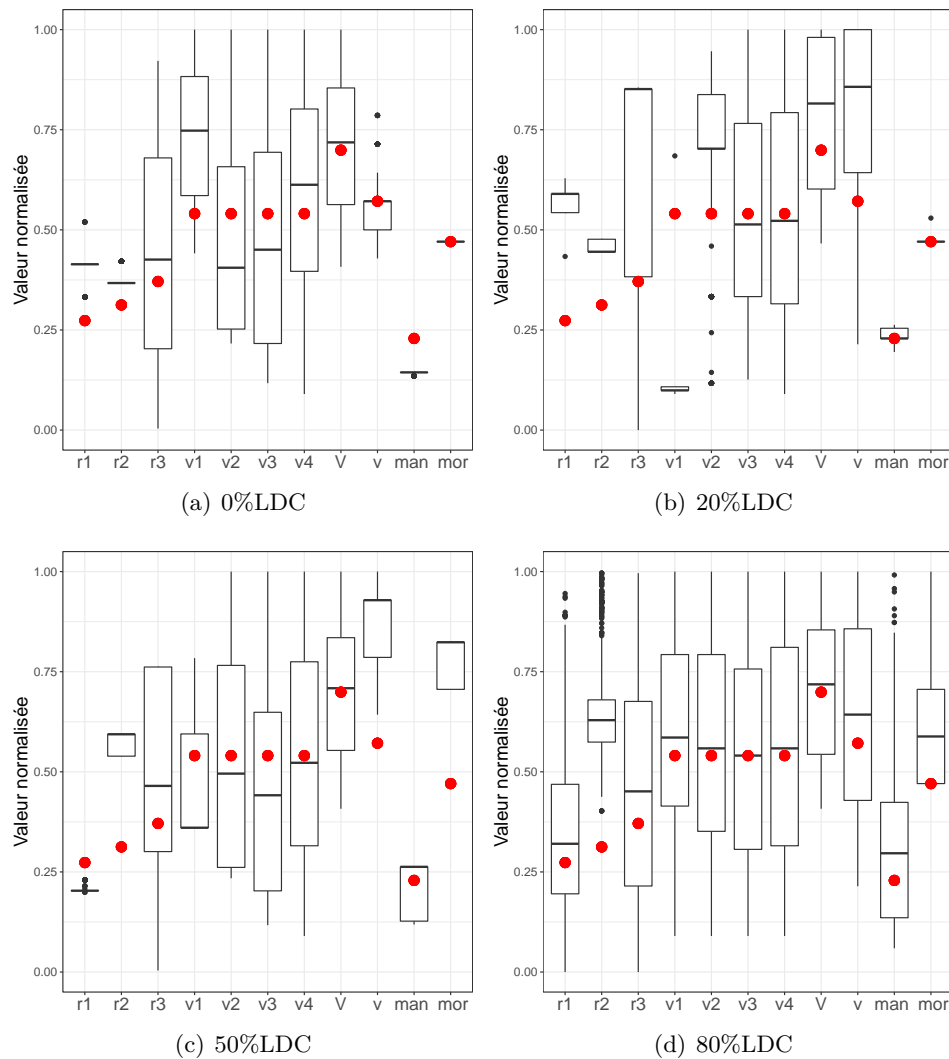 Valeur normalisée
1.00
0.75
0.50
0.25
0.00
r1 r2 r3 v1 v2 v3 v4 V v man mor
(a) 0%LDC
Valeur normalisée
1.00
0.75
0.50
0.25
0.00
r1 r2 r3 v1 v2 v3 v4 V v man mor
(b) 20%LDC
Valeur normalisée
1.00
0.75
0.50
0.25
0.00
r1 r2 r3 v1 v2 v3 v4 V v man mor
(c) 50%LDC
Valeur normalisée
1.00
0.75
0.50
0.25
0.00
r1 r2 r3 v1 v2 v3 v4 V v man mor
(d) 80%LDC